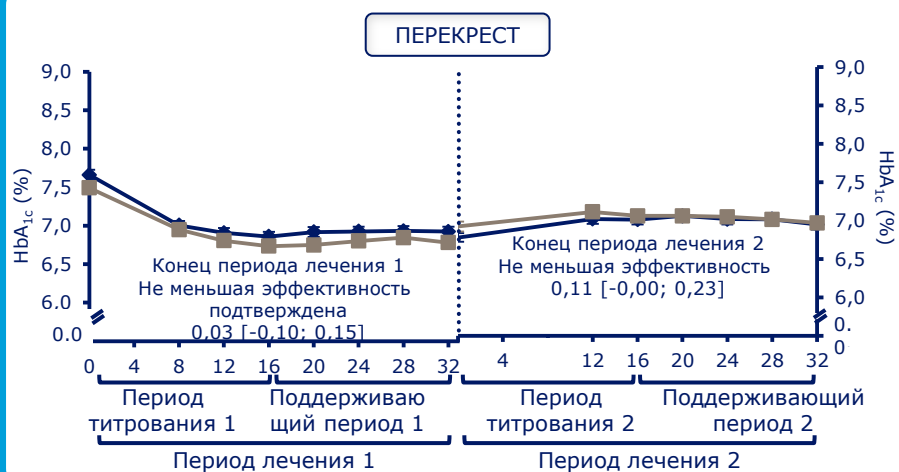 ПЕРЕКРЕСТ
9,0
8,5
8,0
7,5
7,0
6,5
6,0
0.0
HbA1c (%)
Конец периода лечения 1
Не меньшая эффективность
подтверждена
0,03 [-0,10; 0,15]
Конец периода лечения 2
Не меньшая эффективность
0,11 [-0,00; 0,23]
9,0
8,5
8,0
7,5
7,0
6,5
6,0
0.
0
HbA1c (%)
0 4 8 12 16 20 24 28 32
4 12 16 20 24 28 32
Период
титрования 1
Поддерживаю
щий период 1
Период
титрования 2
Поддерживающий
период 2
Период лечения 1
Период лечения 2